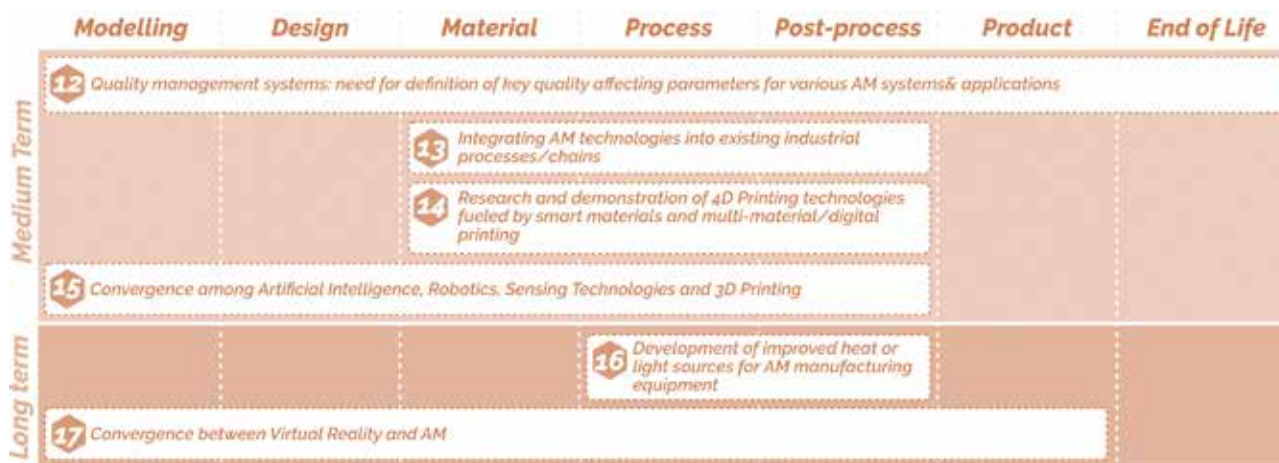 Modelling Design Material Process Post-process Product End of Life
Medium Term
12 Quality management systems: need for definition of key quality affecting parameters for various AM systems& applications
13 Integrating AM technologies into existing industrial
processes/chains
14 Research and demonstration of 4D Printing technologies
fueled by smart materials and multi-material/digital
printing
15 Convergence among Artificial Intelligence, Robotics, Sensing Technologies and 3D Printing
Long term
16 Development of improved heat or
light sources for AM manufacturing
equipment
17 Convergence between Virtual Reality and AM